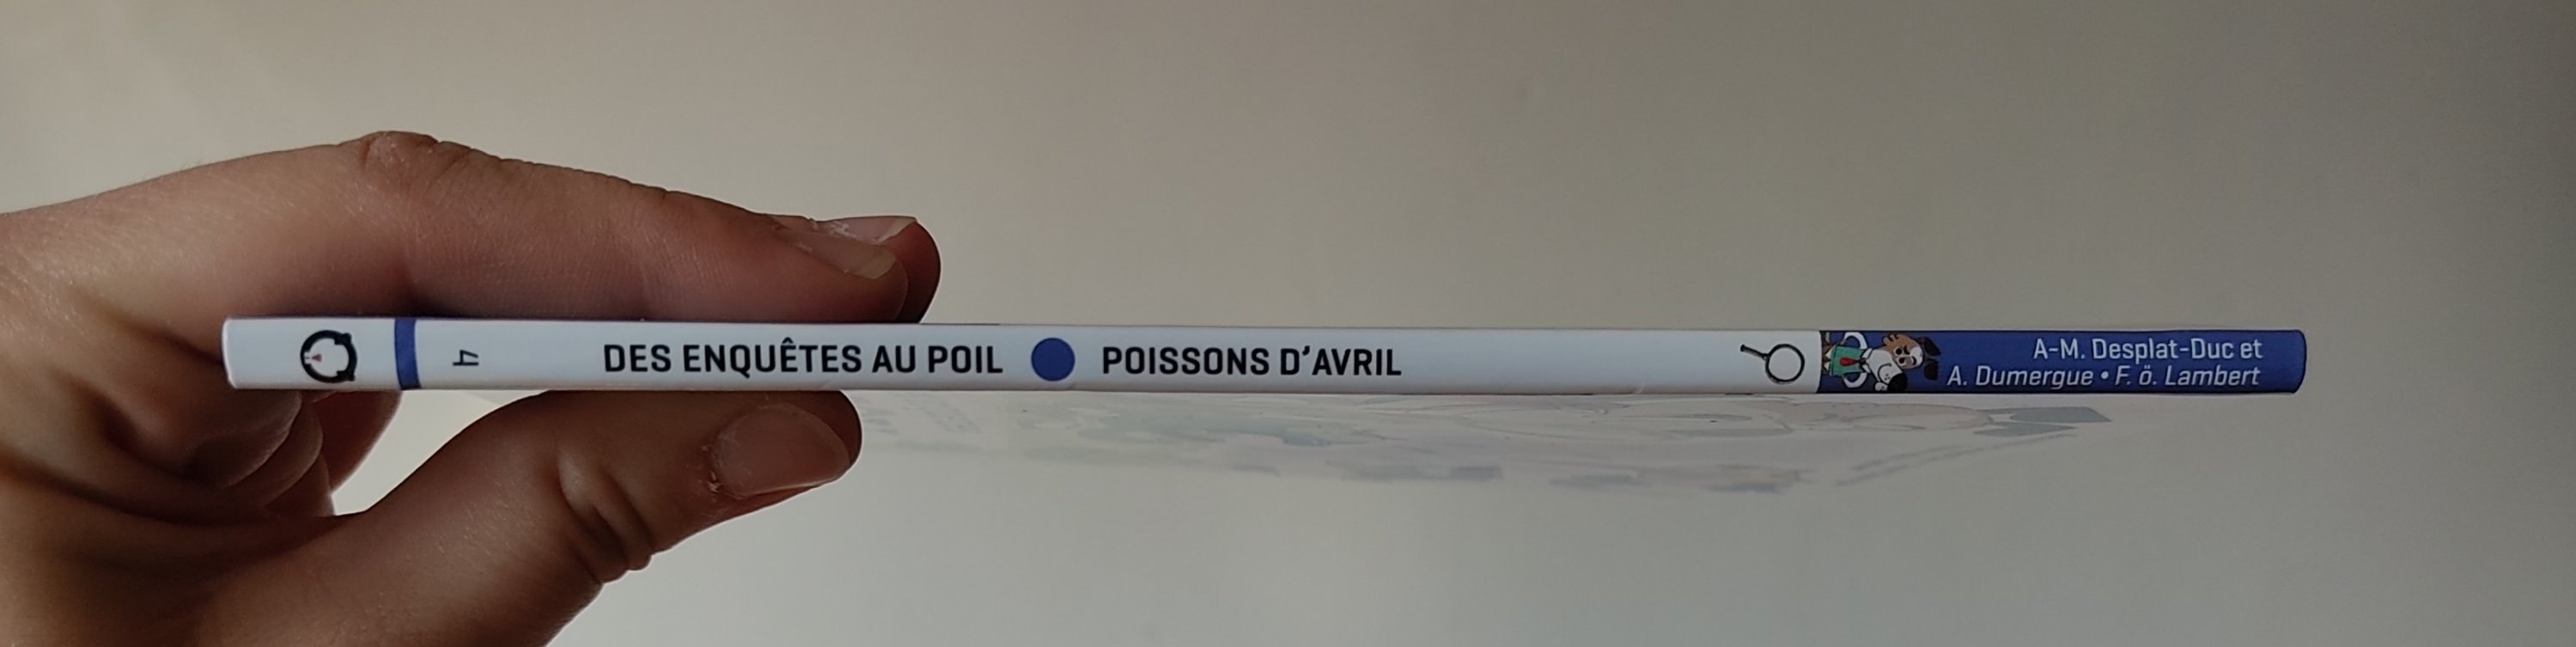 4
DES ENQUÊTES AU POIL
POISSONS D'AVRIL
A-M. Desplat-Duc et
A. Dumergue • F. ö. Lambert